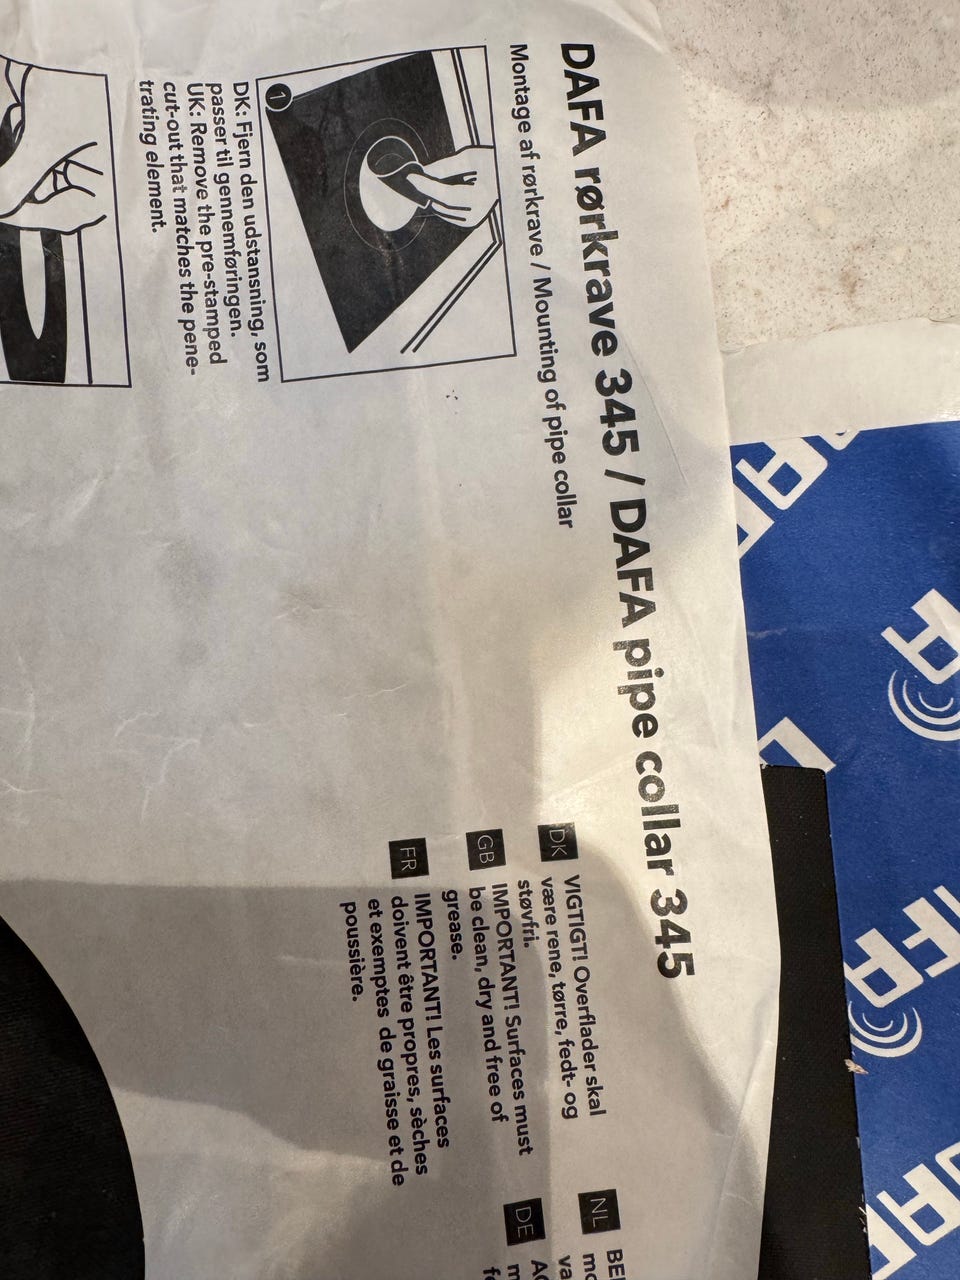 DAFA rørkrave 345 / DAFA pipe collar 345
Montage af rørkrave / Mounting of pipe collar
1
DK: Fjern den udstansning, som
passer til gennemføringen.
UK: Remove the pre-stamped
cut-out that matches the pene-
trating element.
DK
VIGTIGT! Overflader skal
være rene, tørre, fedt- og
støvfri.
GB
IMPORTANT! Surfaces must
be clean, dry and free of
grease.
FR
IMPORTANT! Les surfaces
doivent être propres, sèches
et exemptes de graisse et de
poussière.
NL
DE